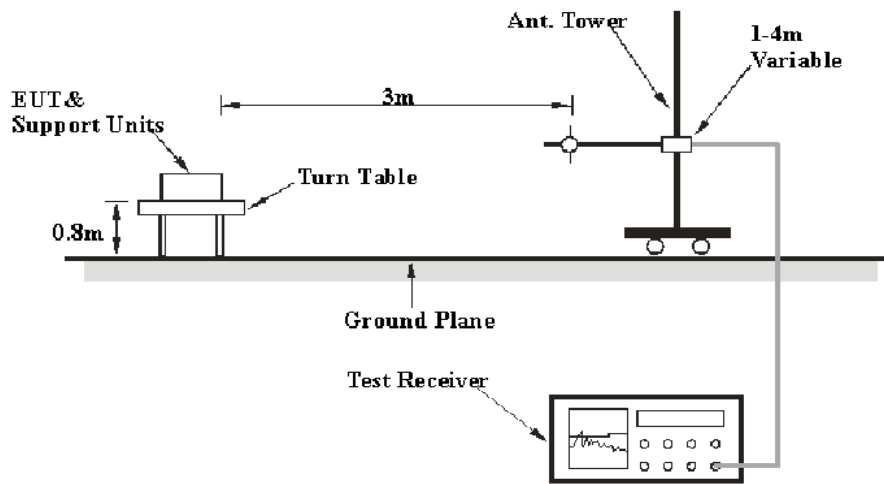 Ant. Tower
1-4m
Variable
3m
EUT&
Support Units
Turn Table
0.8m
Ground Plane
Test Receiver